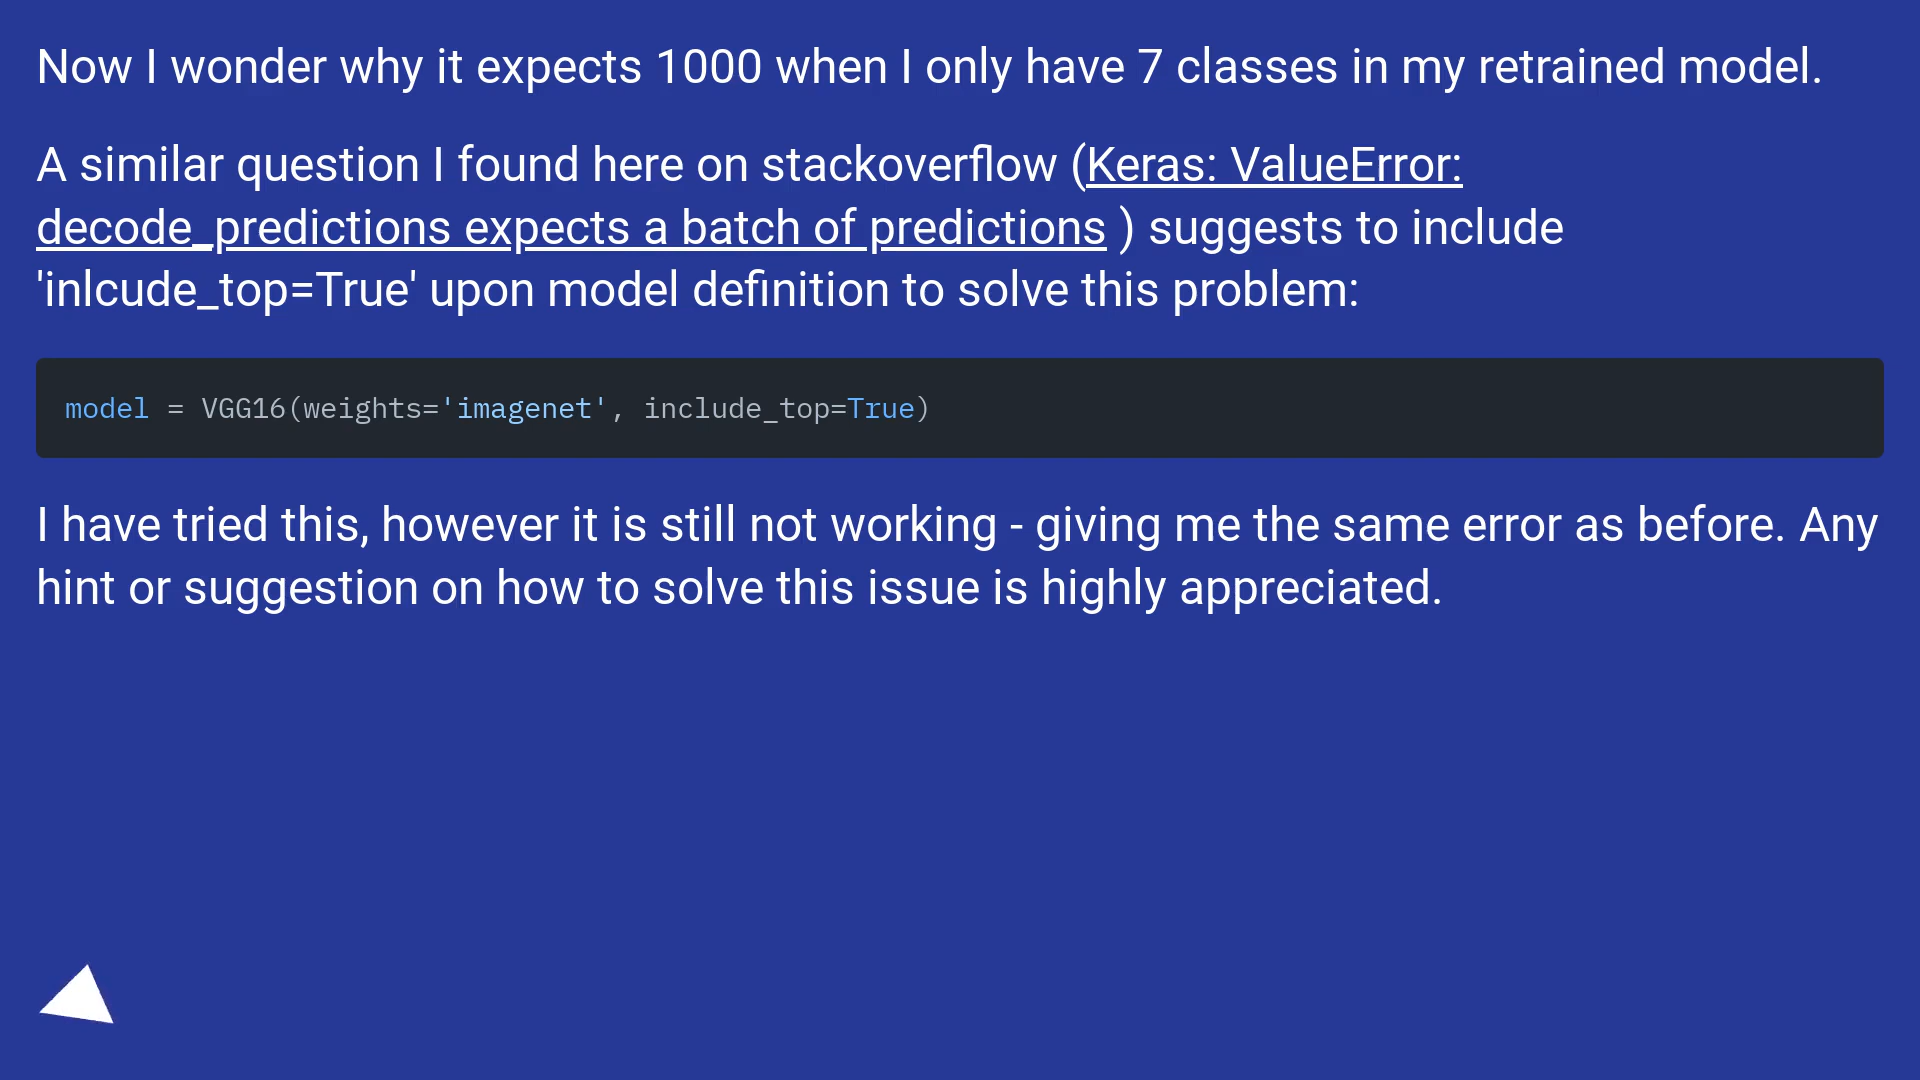 Now I wonder why it expects 1000 when I only have 7 classes in my retrained model.
A similar question I found here on stackoverflow (Keras: ValueError:
decode_predictions expects a batch of predictions ) suggests to include
'inlcude_top=True' upon model definition to solve this problem:
model = VGG16(weights='imagenet', include_top=True)
I have tried this, however it is still not working - giving me the same error as before. Any
hint or suggestion on how to solve this issue is highly appreciated.